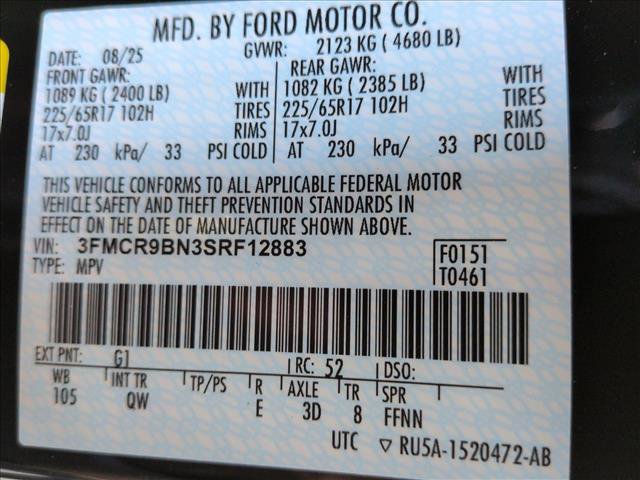 MFD. BY FORD MOTOR CO.
DATE: 08/25 GVWR: 2123 KG ( 4680 LB)
FRONT GAWR: REAR GAWR:
1089 KG ( 2400 LB) WITH 1082 KG ( 2385 LB) WITH
225/65R17 102H TIRES 225/65R17 102H TIRES
17x7.0J RIMS 17x7.0J RIMS
AT 230 kPa/ 33 PSI COLD AT 230 kPa/ 33 PSI COLD
THIS VEHICLE CONFORMS TO ALL APPLICABLE FEDERAL MOTOR
VEHICLE SAFETY AND THEFT PREVENTION STANDARDS IN
EFFECT ON THE DATE OF MANUFACTURE SHOWN ABOVE.
VIN: 3FMCR9BN3SRF12883 F0151
TYPE: MPV T0461
EXT PNT: G1 RC: 52 DSO:
WB INT TR TP/PS R AXLE TR SPR
105 QW E 3D 8 FFNN
UTC ▽ RU5A-1520472-AB